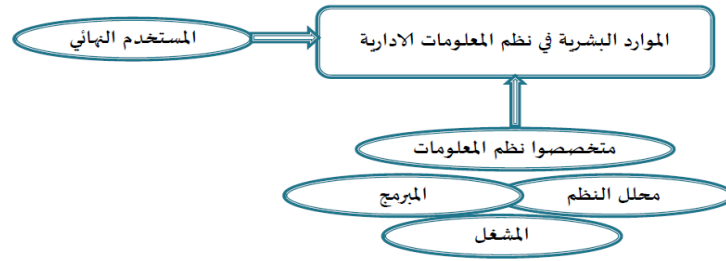 الموارد البشرية في نظم المعلومات الادارية
المستخدم النهائي
متخصصوا نظم المعلومات
محلل النظم
المبرمج
المشغل